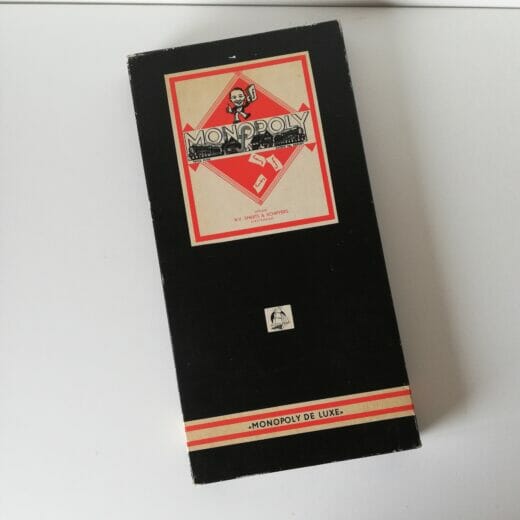 MONOPOLY
N.V. SMEETS & SCHIPPERS
«MONOPOLY DE LUXE»